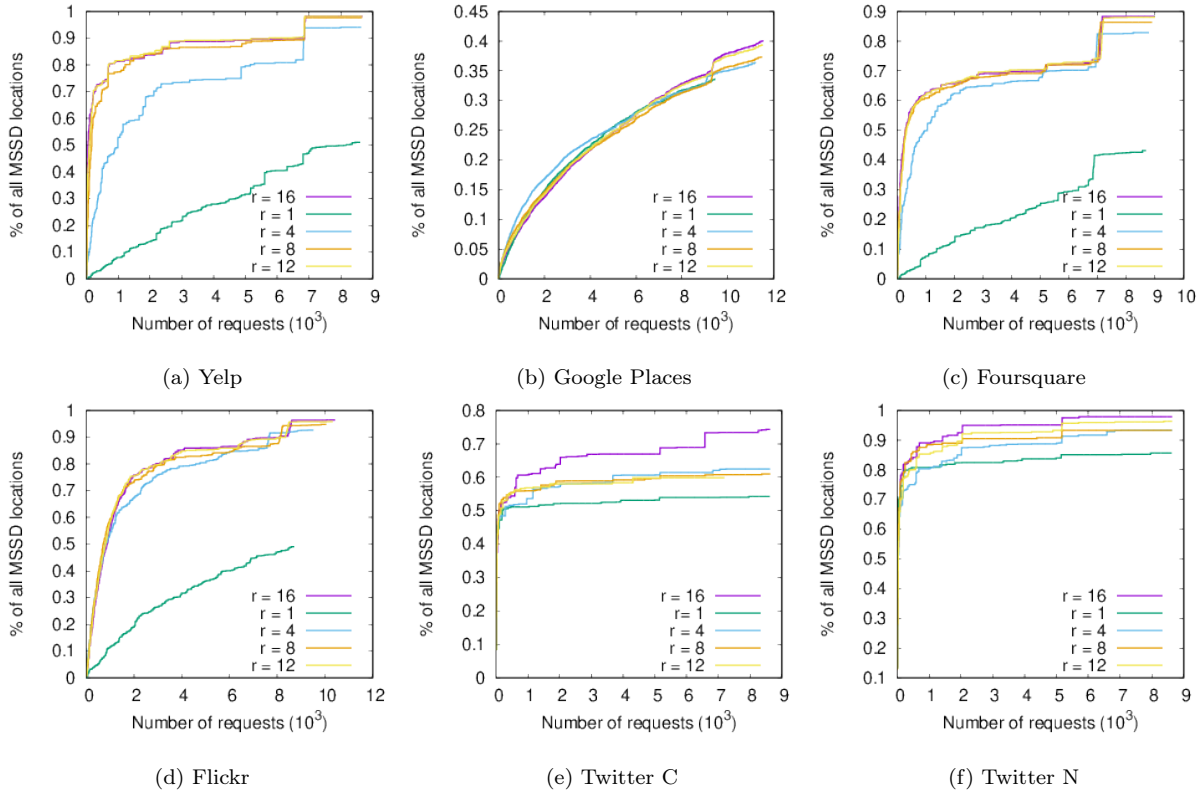 % of all MSSD locations
1
0.9
0.8
0.7
0.6
0.5
0.4
0.3
0.2
0.1
0
r = 16
r = 1
r = 4
r = 8
r = 12
0 1 2 3 4 5 6 7 8 9
Number of requests (10³)
(a) Yelp
% of all MSSD locations
0.45
0.40
0.35
0.30
0.25
0.20
0.15
0.10
0.05
0
r = 16
r = 1
r = 4
r = 8
r = 12
0 2 4 6 8 10 12
Number of requests (10³)
(b) Google Places
% of all MSSD locations
0.9
0.8
0.7
0.6
0.5
0.4
0.3
0.2
0.1
0
r = 16
r = 1
r = 4
r = 8
r = 12
0 1 2 3 4 5 6 7 8 9 10
Number of requests (10³)
(c) Foursquare
% of all MSSD locations
1
0.9
0.8
0.7
0.6
0.5
0.4
0.3
0.2
0.1
0
r = 16
r = 1
r = 4
r = 8
r = 12
0 2 4 6 8 10 12
Number of requests (10³)
(d) Flickr
% of all MSSD locations
0.8
0.7
0.6
0.5
0.4
0.3
0.2
0.1
0
r = 16
r= 1
r = 4
r = 8
r = 12
0 1 2 3 4 5 6 7 8 9
Number of requests (10³)
(e) Twitter C
% of all MSSD locations
1
0.9
0.8
0.7
0.6
0.5
0.4
0.3
0.2
0.1
r = 16
r = 1
r = 4
r = 8
r = 12
0 1 2 3 4 5 6 7 8 9
Number of requests (10³)
(f) Twitter N